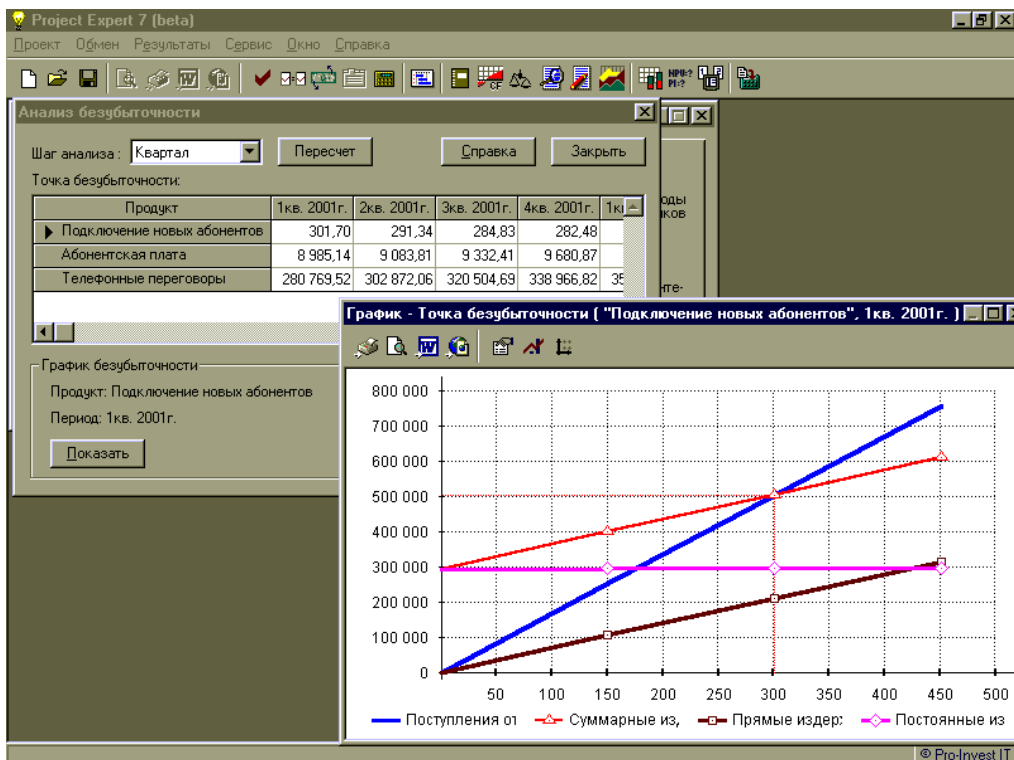 Project Expert 7 (beta)
Проект Обмен Результаты Сервис Окно Справка
CF NPU:? PI:?
Анализ безубыточности
Шаг анализа : Квартал Пересчет Справка Закрыть
Точка безубыточности:
Продукт 1кв. 2001г. 2кв. 2001г. 3кв. 2001г. 4кв. 2001г. 1к
Подключение новых абонентов 301,70 291,34 284,83 282,48
Абонентская плата 8 985,14 9 083,81 9 332,41 9 680,87
Телефонные переговоры 280 769,52 302 872,06 320 504,69 338 966,82 35
График безубыточности
Продукт: Подключение новых абонентов
Период: 1кв. 2001г.
Показать
График - Точка безубыточности ( "Подключение новых абонентов", 1кв. 2001г. )
800 000
700 000
600 000
500 000
400 000
300 000
200 000
100 000
0
50 100 150 200 250 300 350 400 450 500
Поступления от Суммарные из, Прямые издер: Постоянные из
© Pro-Invest IT